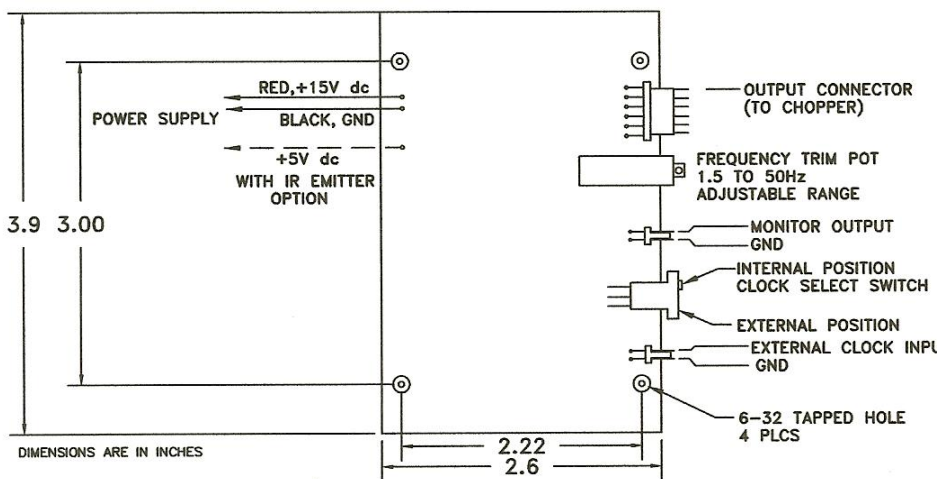 RED,+15V dc
POWER SUPPLY
BLACK, GND
+5V dc
WITH IR EMITTER
OPTION
3.9
3.00
OUTPUT CONNECTOR
(TO CHOPPER)
FREQUENCY TRIM POT
1.5 TO 50Hz
ADJUSTABLE RANGE
MONITOR OUTPUT
GND
INTERNAL POSITION
CLOCK SELECT SWITCH
EXTERNAL POSITION
EXTERNAL CLOCK INPU
GND
6-32 TAPPED HOLE
4 PLCS
2.22
2.6
DIMENSIONS ARE IN INCHES